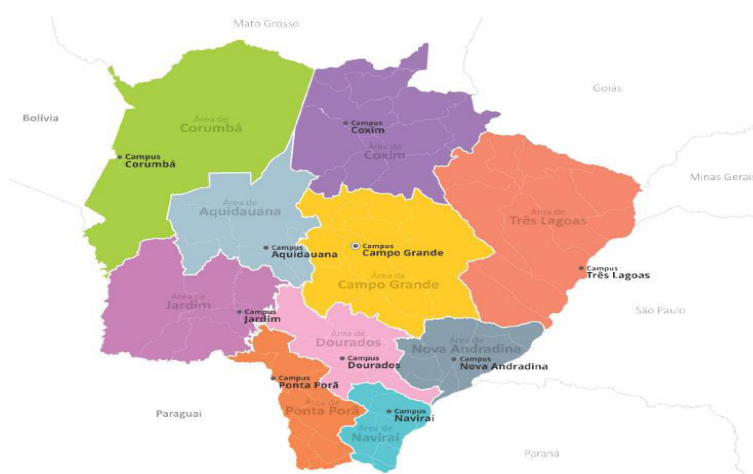 Mato Grosso
Goiás
Bolívia
Minas Gerai
São Paulo
Paraguai
Paraná
Área de
Corumbá
Campus
Corumbá
Campus
Coxim
Área de
Coxim
Área de
Aquidauana
Campus
Aquidauana
Campus
Campo Grande
Área de
Campo Grande
Área de
Três Lagoas
Campus
Três Lagoas
Área de
Jardim
Campus
Jardim
Área de
Dourados
Campus
Dourados
Área de
Nova Andradina
Campus
Nova Andradina
Campus
Ponta Porã
Área de
Ponta Porã
Campus
Naviraí
Área de
Naviraí